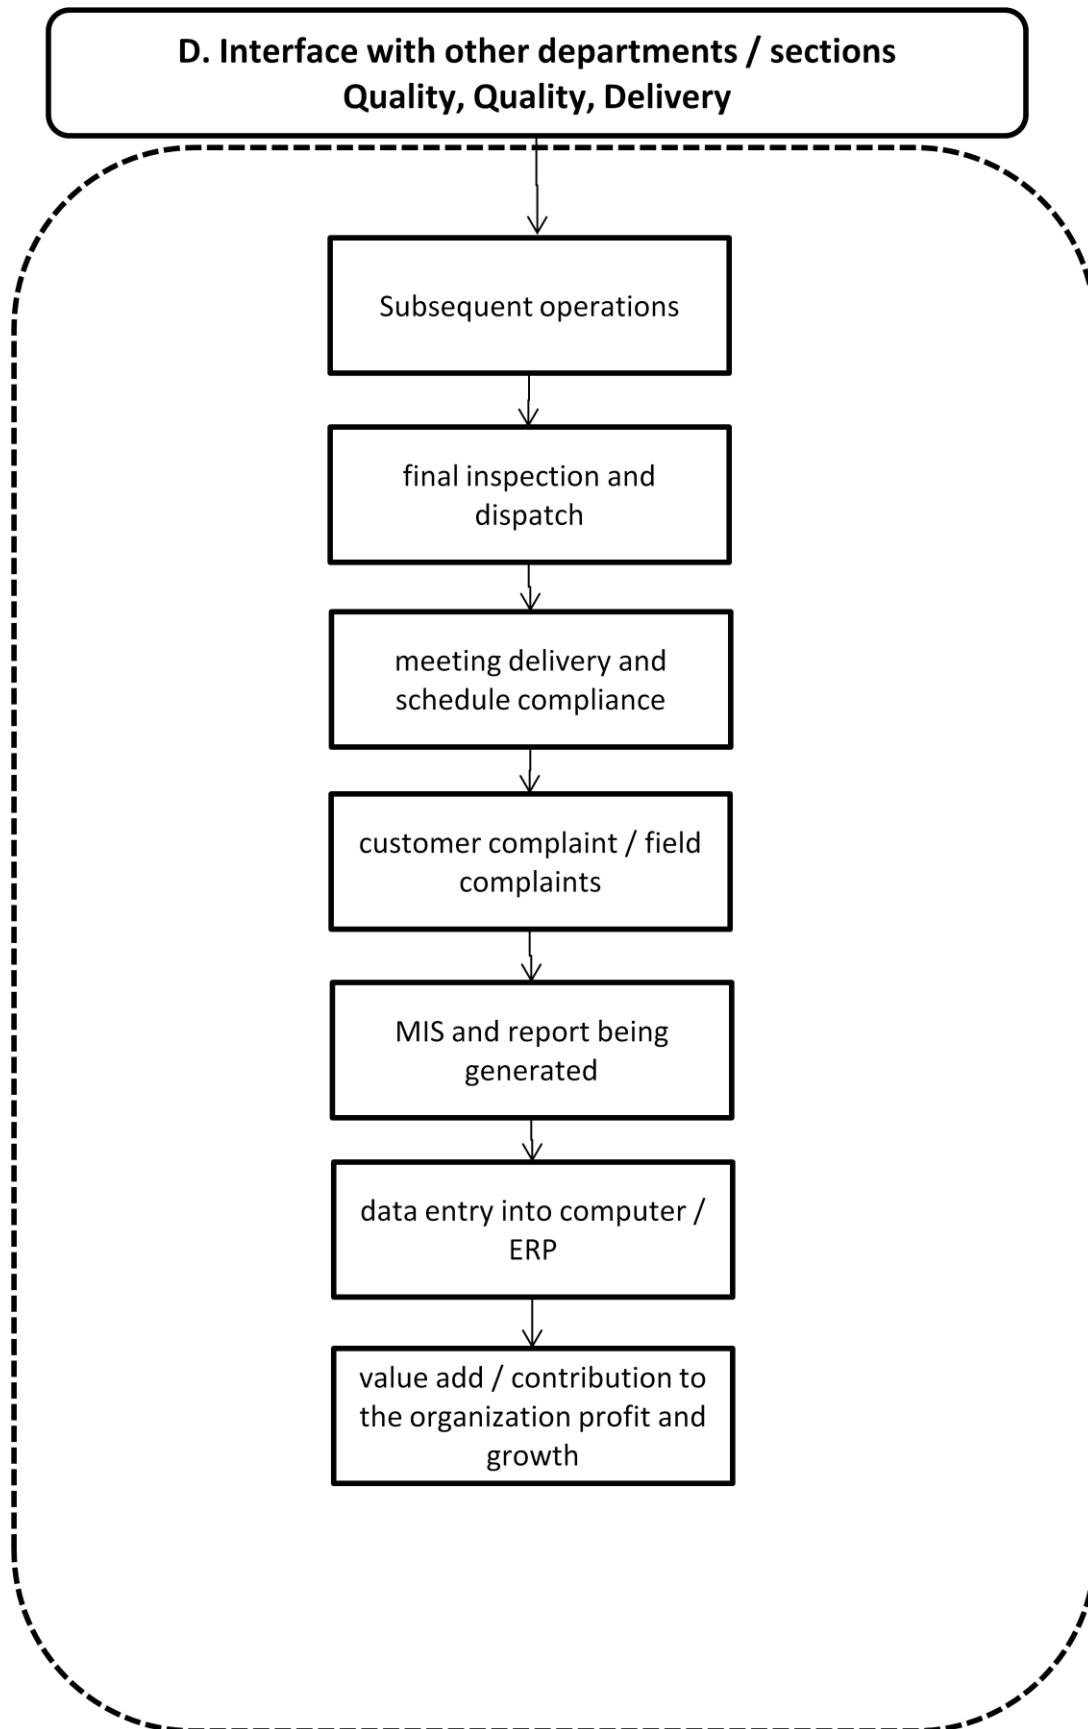 D. Interface with other departments / sections
Quality, Quality, Delivery
Subsequent operations
final inspection and
dispatch
meeting delivery and
schedule compliance
customer complaint / field
complaints
MIS and report being
generated
data entry into computer /
ERP
value add / contribution to
the organization profit and
growth